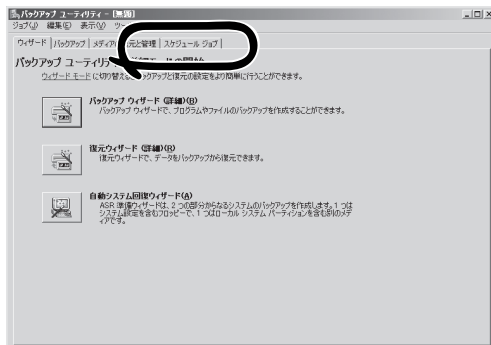 バックアップ ユーティリティ - [無題]
ジョブ(J) 編集(E) 表示(V)
ウィザード バックアップ メディアの 元と管理 スケジュール ジョブ
バックアップ ユーティリティ の開始
ウィザード モード に切り替える バックアップと復元の設定をより簡単に行うことができます。
バックアップ ウィザード (詳細)(B)
バックアップ ウィザードで、プログラムやファイルのバックアップを作成することができます。
復元ウィザード (詳細)(R)
復元ウィザードで、データをバックアップから復元できます。
自動システム回復ウィザード(A)
ASR 準備ウィザードは、2 つの部分からなるシステムのバックアップを作成します。1 つは
システム設定を含むフロッピーで、1 つはローカル システム パーティションを含む別のメデ
ィアです。